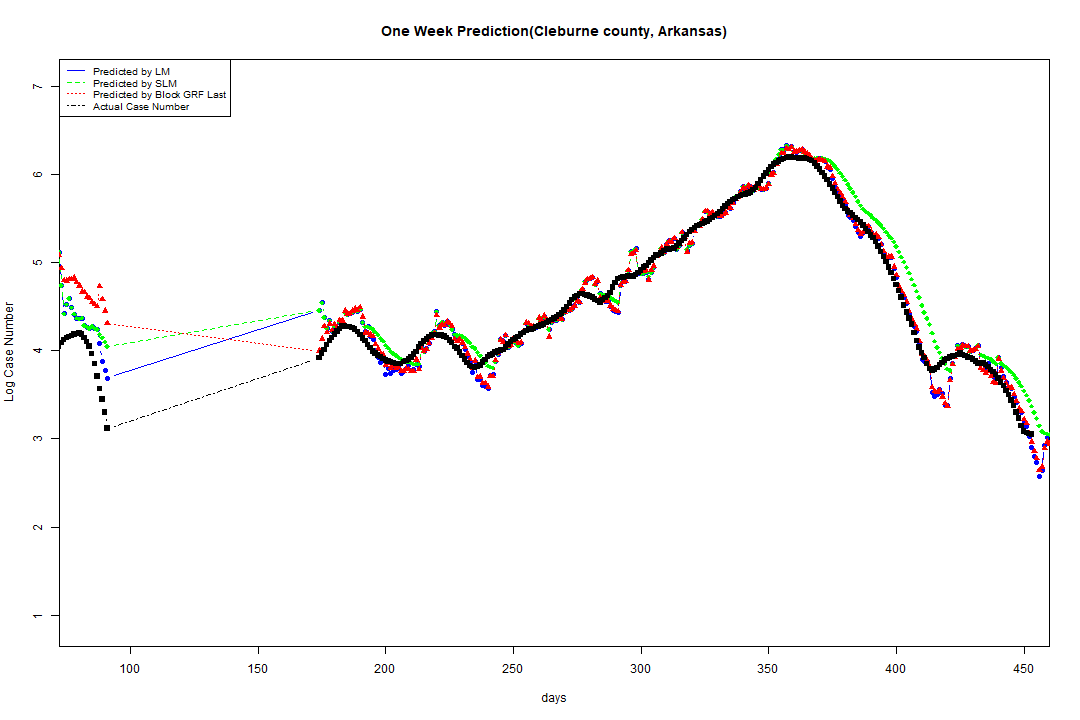 One Week Prediction(Cleburne county, Arkansas)
Predicted by LM
Predicted by SLM
Predicted by Block GRF Last
Actual Case Number
7
6
5
4
3
2
1
Log Case Number
100 150 200 250 300 350 400 450
days